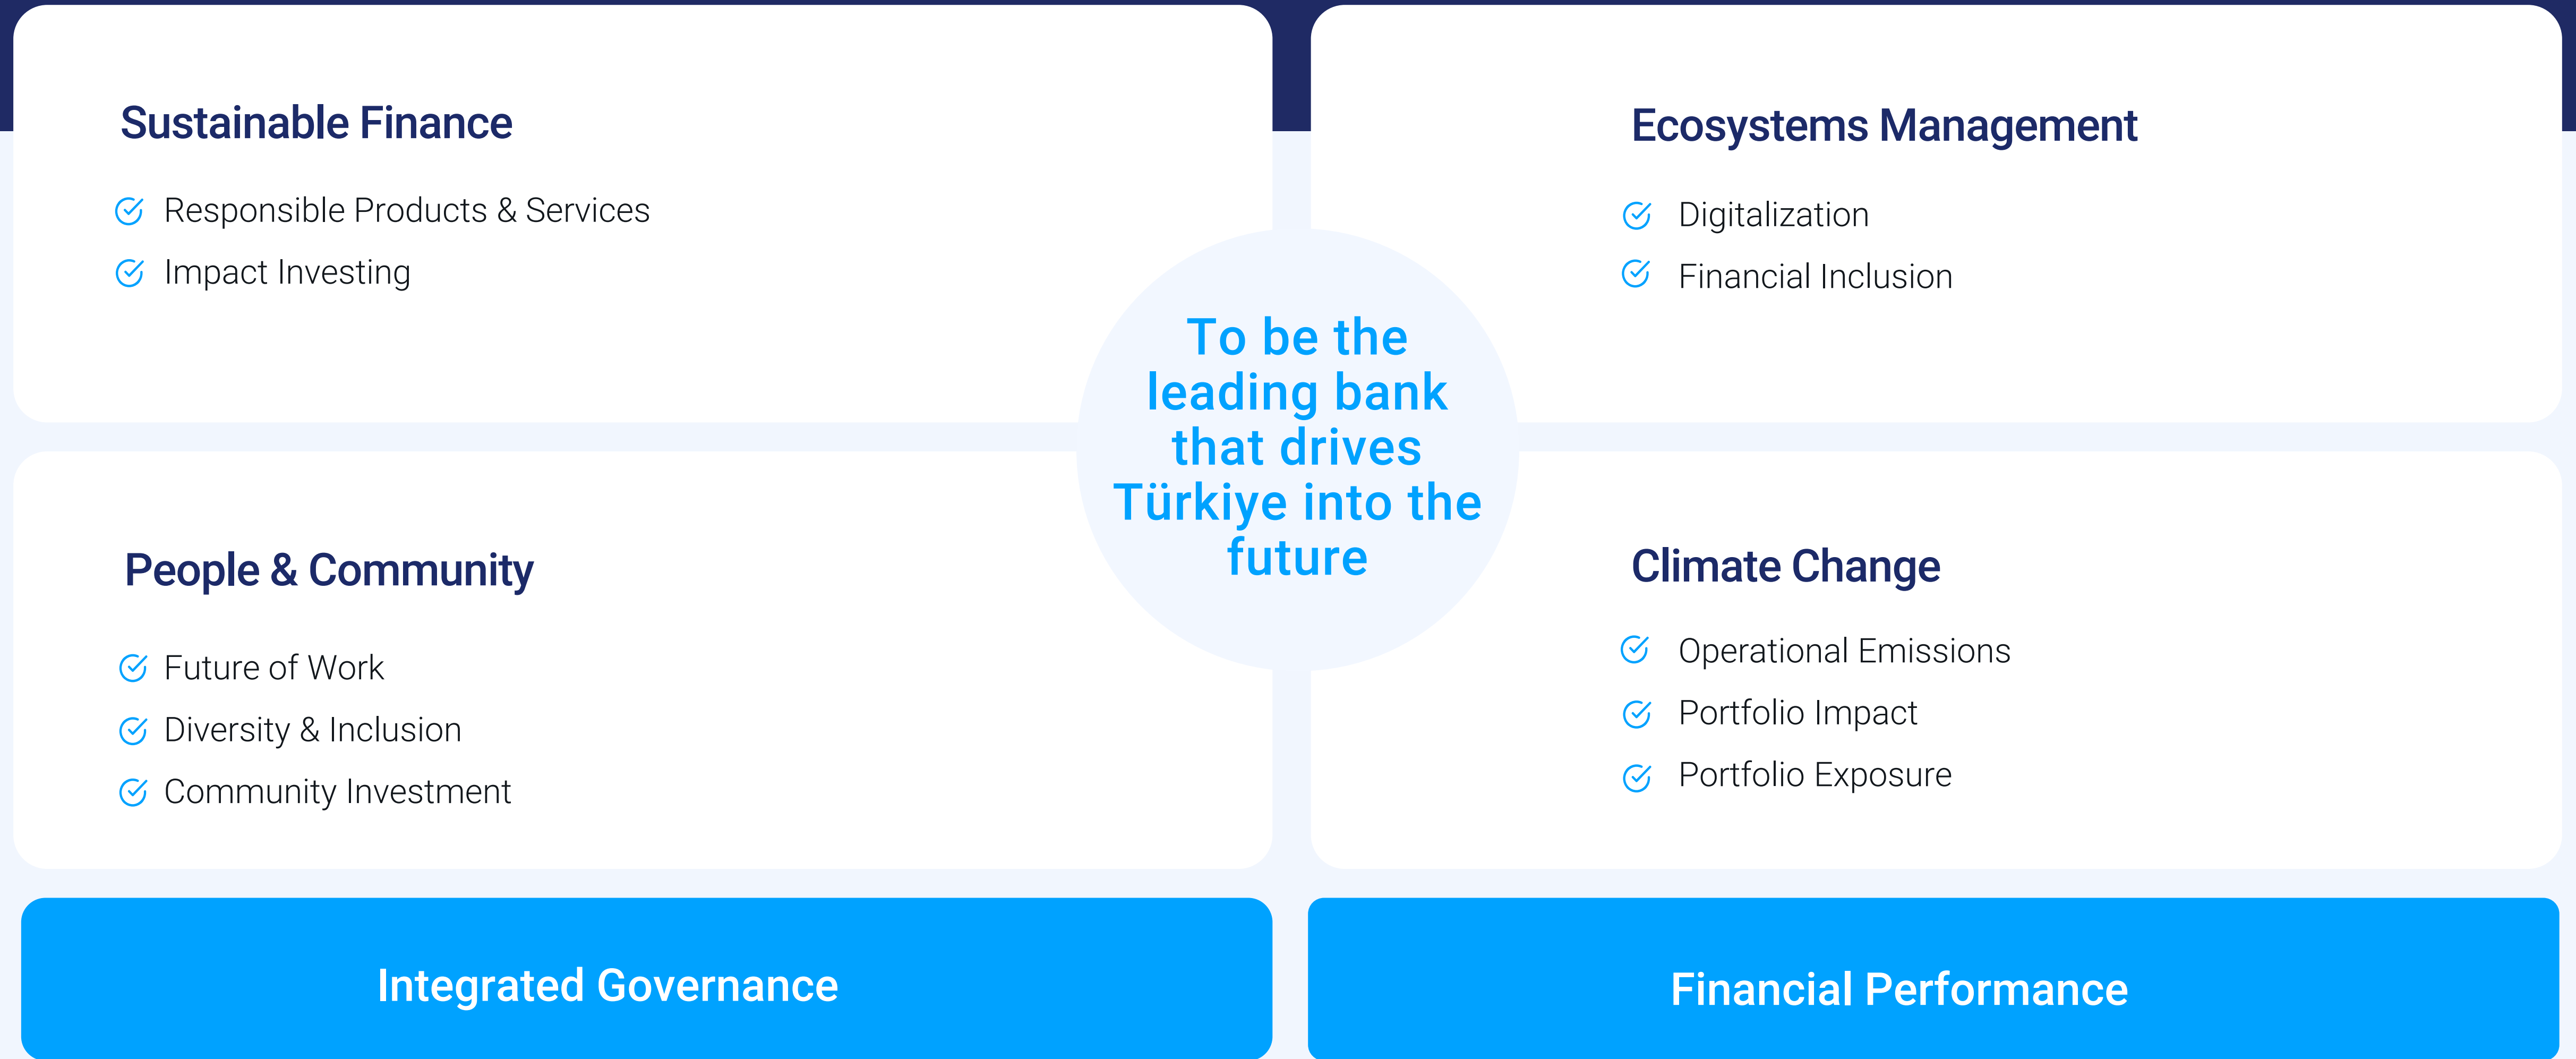 Sustainable Finance
Responsible Products & Services
Impact Investing
Ecosystems Management
Digitalization
Financial Inclusion
To be the
leading bank
that drives
Türkiye into the
future
People & Community
Future of Work
Diversity & Inclusion
Community Investment
Climate Change
Operational Emissions
Portfolio Impact
Portfolio Exposure
Integrated Governance
Financial Performance